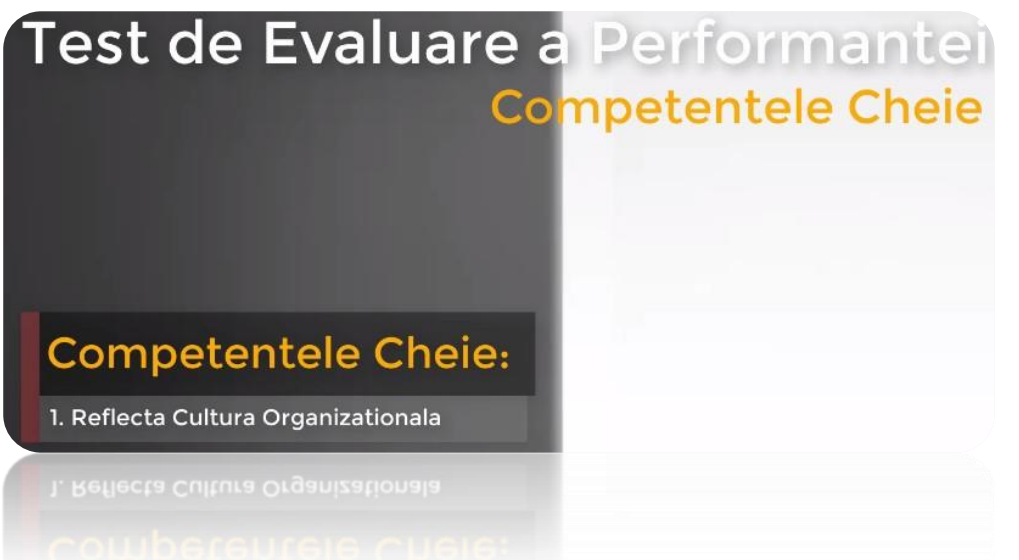 Test de Evaluare a Performantei
Competentele Cheie
Competentele Cheie:
1. Reflecta Cultura Organizationala